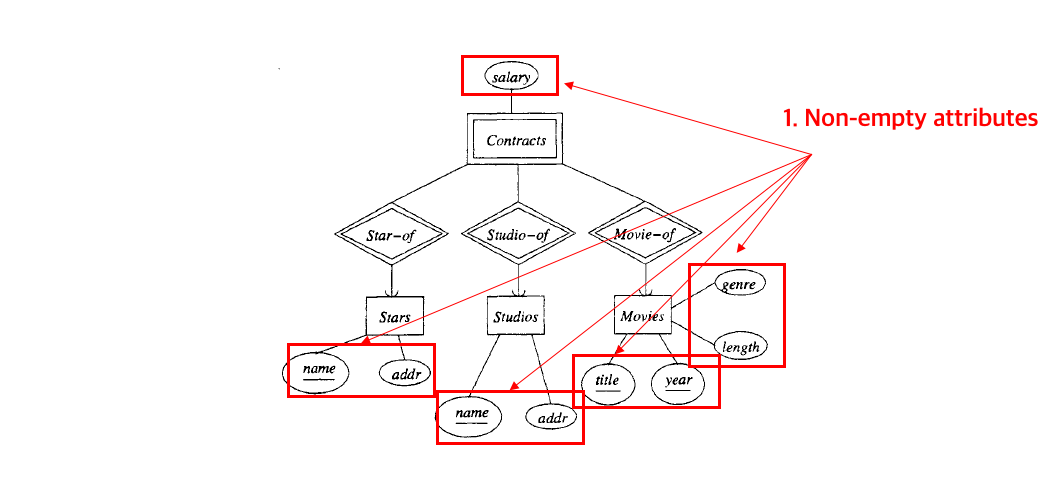 salary
1. Non-empty attributes
Contracts
Star-of
Studio-of
Movie-of
genre
Stars
Studios
Movies
length
name
addr
title
year
name
addr